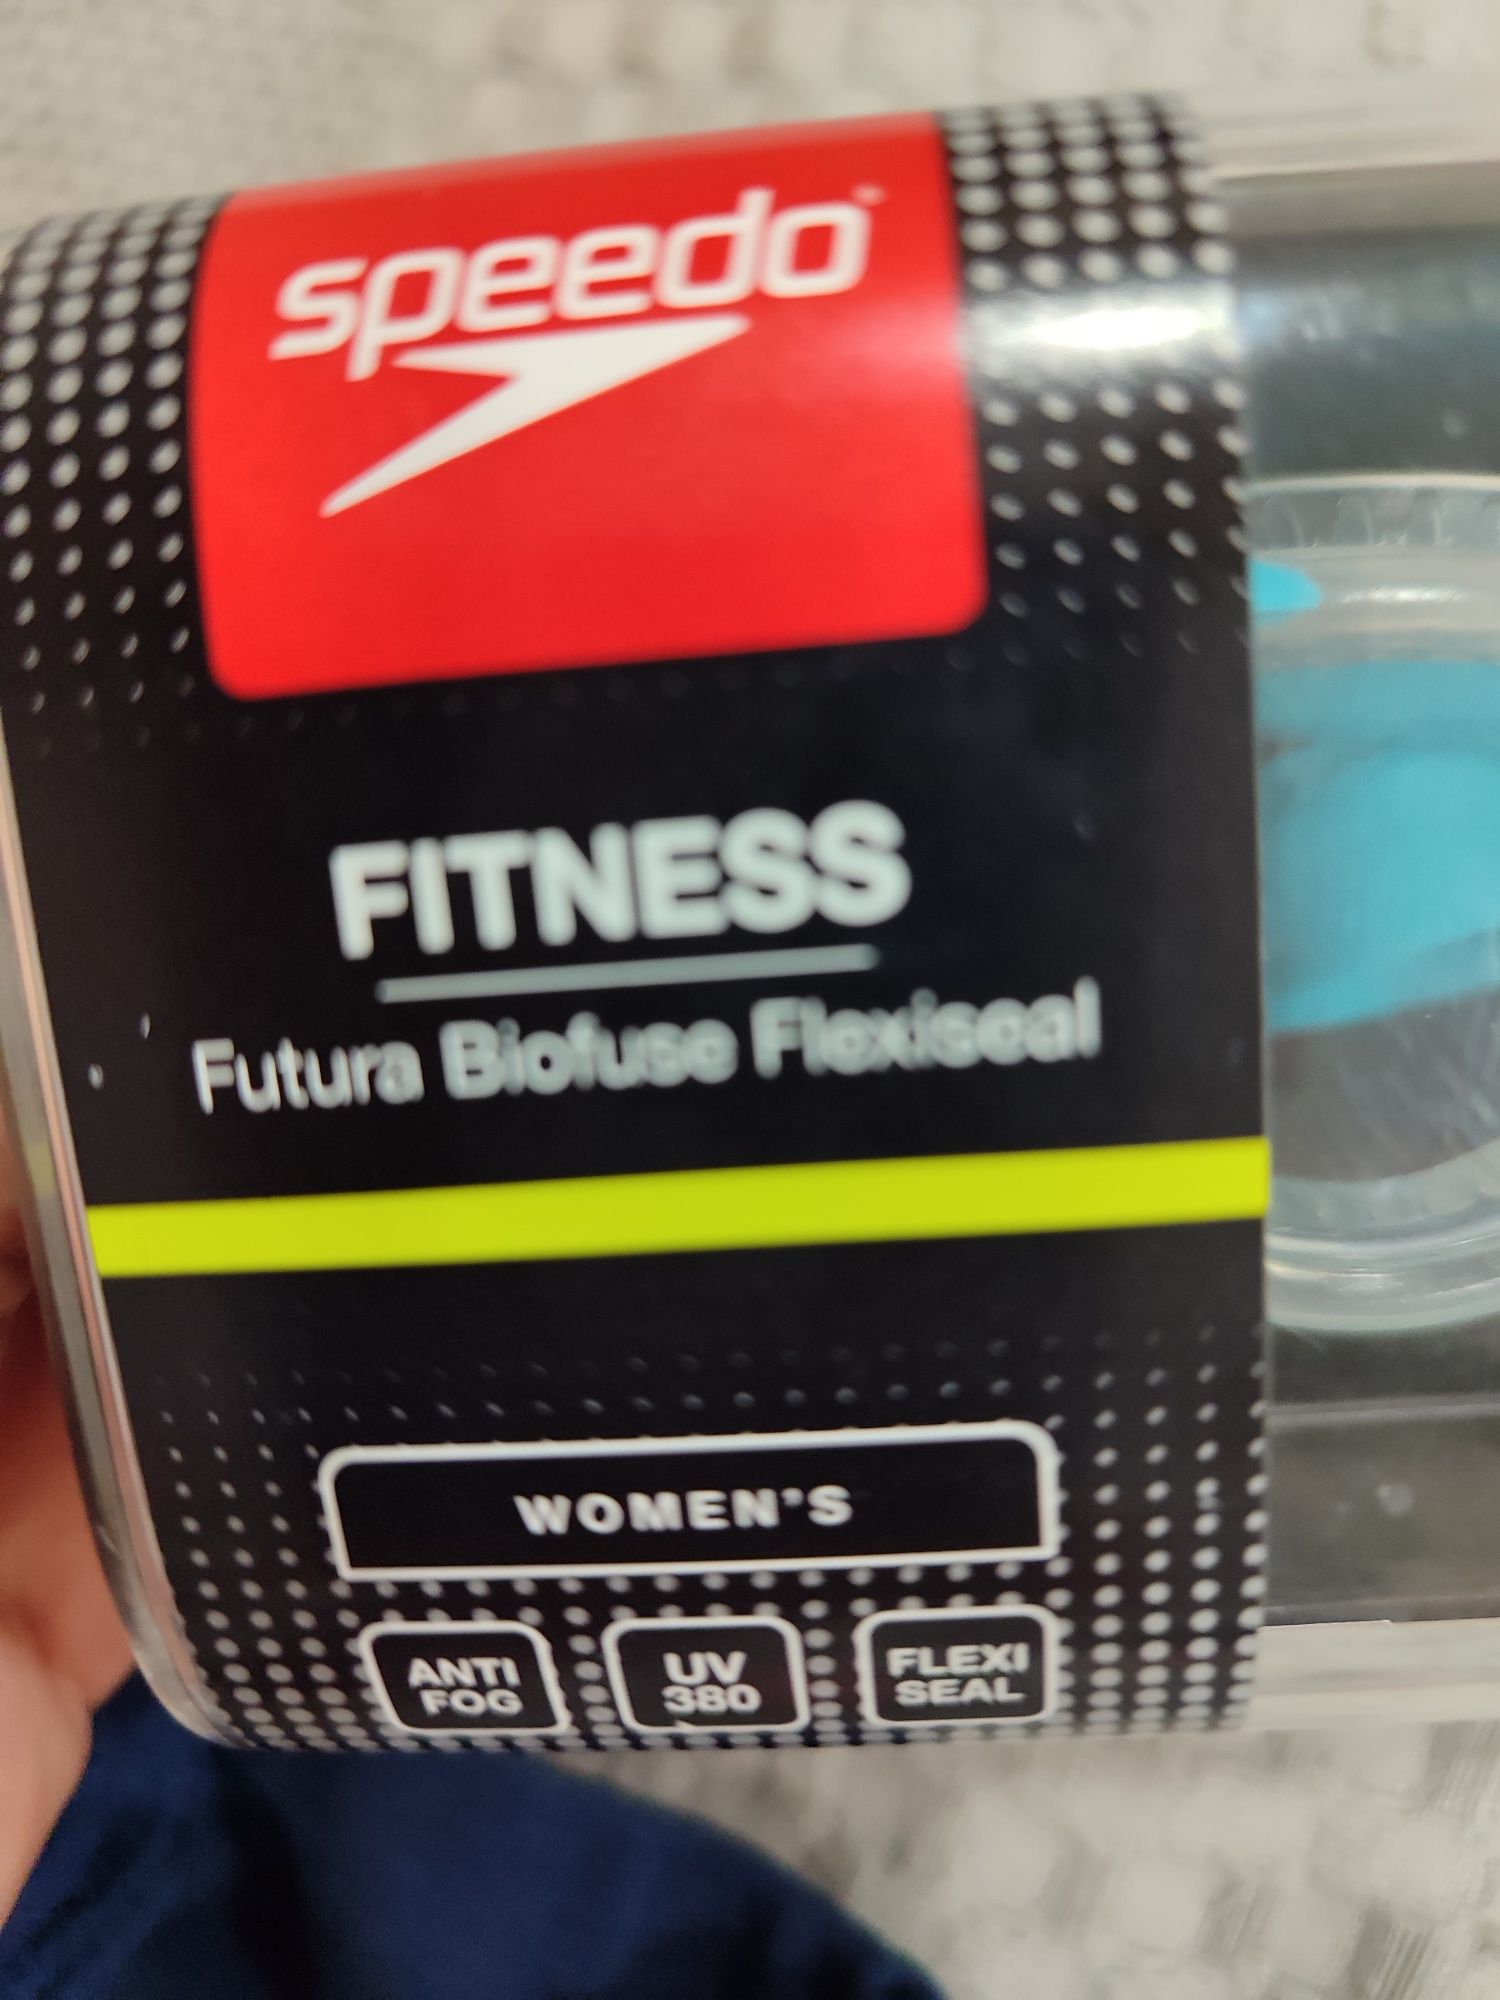 speedo
FITNESS
Futura Biofuse Flexiseal
WOMEN'S
ANTI
FOG
UV
380
FLEXI
SEAL